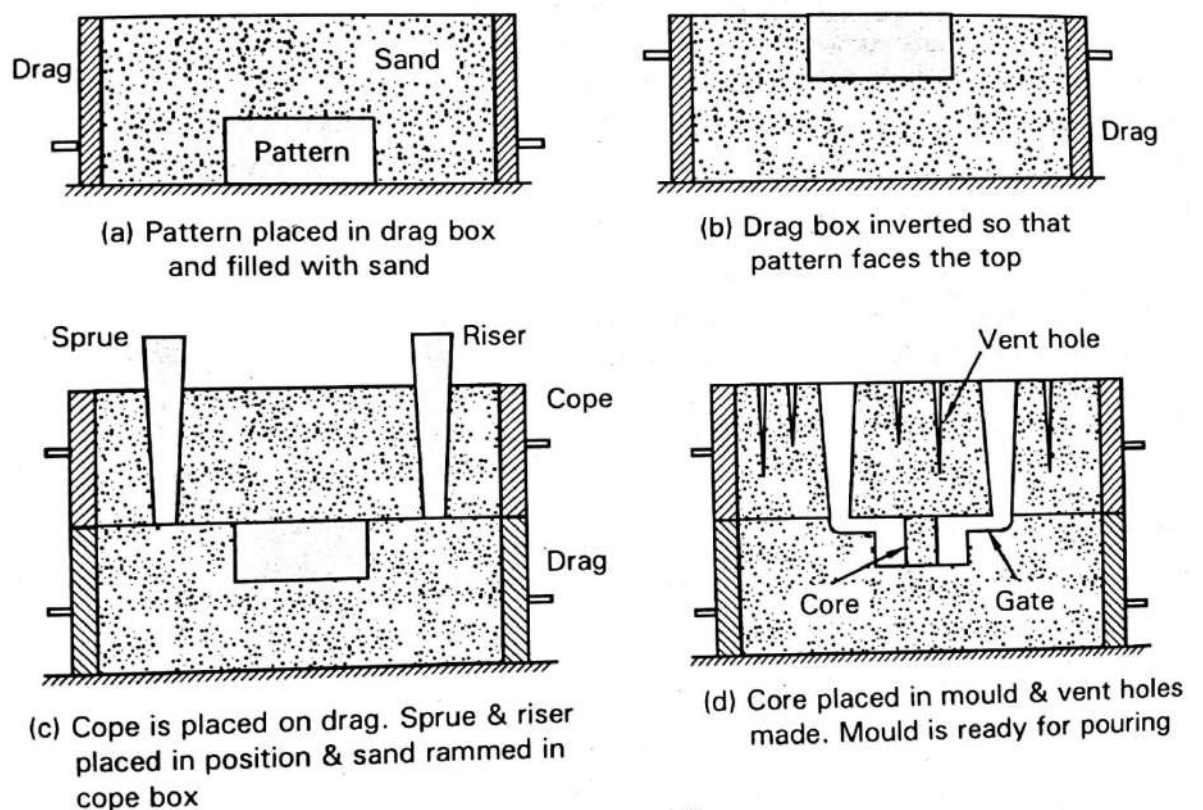 Drag
Sand
Pattern
(a) Pattern placed in drag box
and filled with sand
Drag
(b) Drag box inverted so that
pattern faces the top
Sprue
Riser
Cope
Drag
(c) Cope is placed on drag. Sprue & riser
placed in position & sand rammed in
cope box
Vent hole
Core
Gate
(d) Core placed in mould & vent holes
made. Mould is ready for pouring